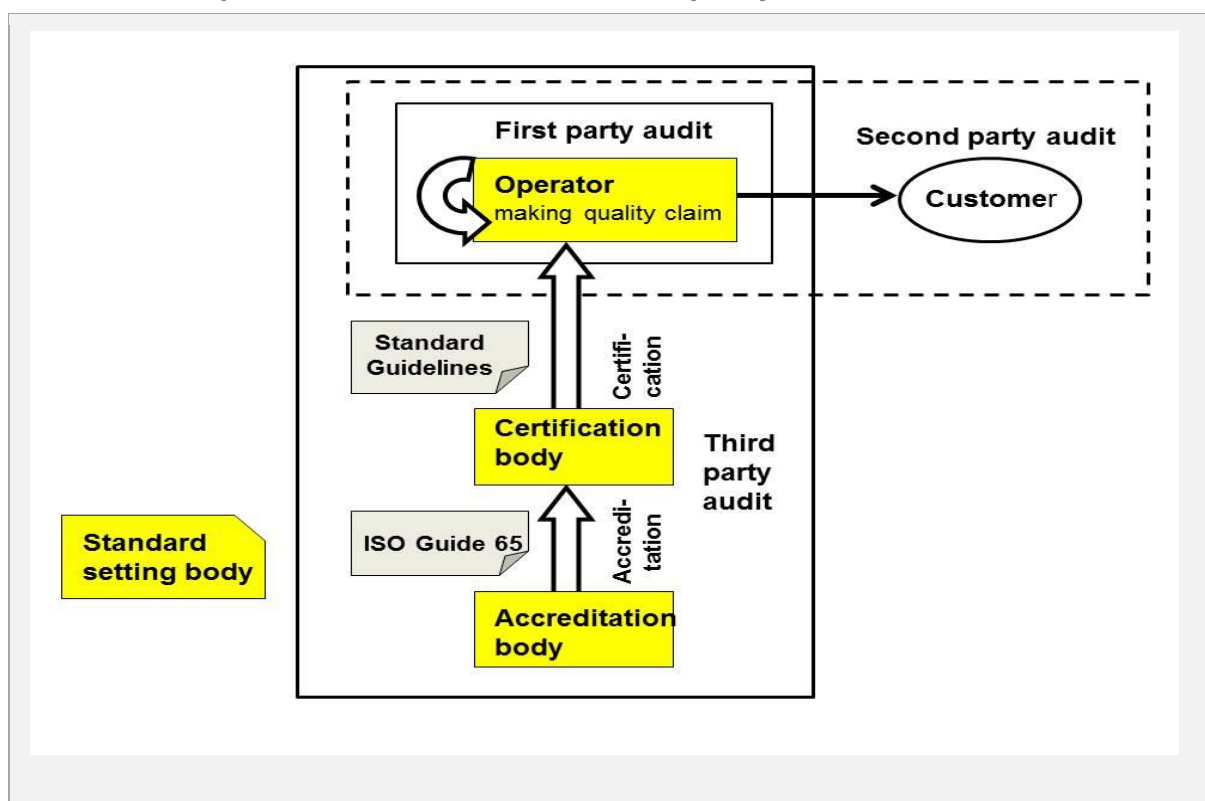 First party audit
Second party audit
Operator
making quality claim
Customer
Standard
Guidelines
Certifi-
cation
Certification
body
Third
party
audit
Standard
setting body
ISO Guide 65
Accredi-
tation
Accreditation
body